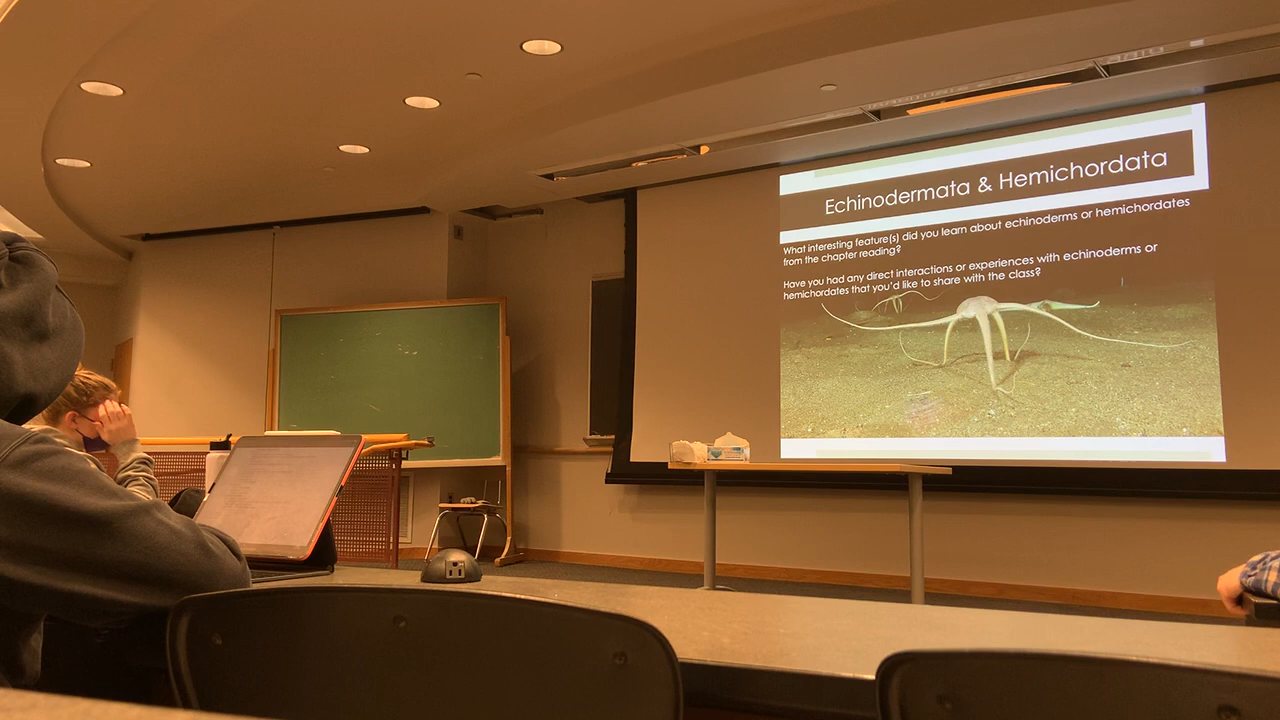 Echinodermata & Hemichordata
What interesting feature(s) did you learn about echinoderms or hemichordates
from the chapter reading?
Have you had any direct interactions or experiences with echinoderms or
hemichordates that you'd like to share with the class?